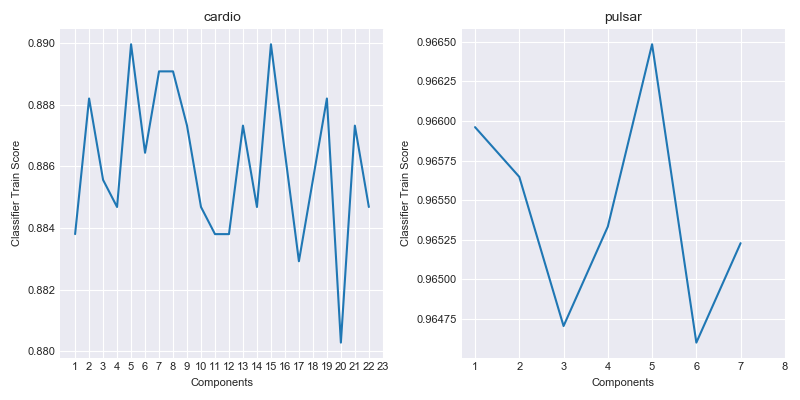 cardio
Classifier Train Score
0.890
0.888
0.886
0.884
0.882
0.880
1 2 3 4 5 6 7 8 9 10 11 12 13 14 15 16 17 18 19 20 21 22 23
Components
pulsar
Classifier Train Score
0.96650
0.96625
0.96600
0.96575
0.96550
0.96525
0.96500
0.96475
1 2 3 4 5 6 7 8
Components